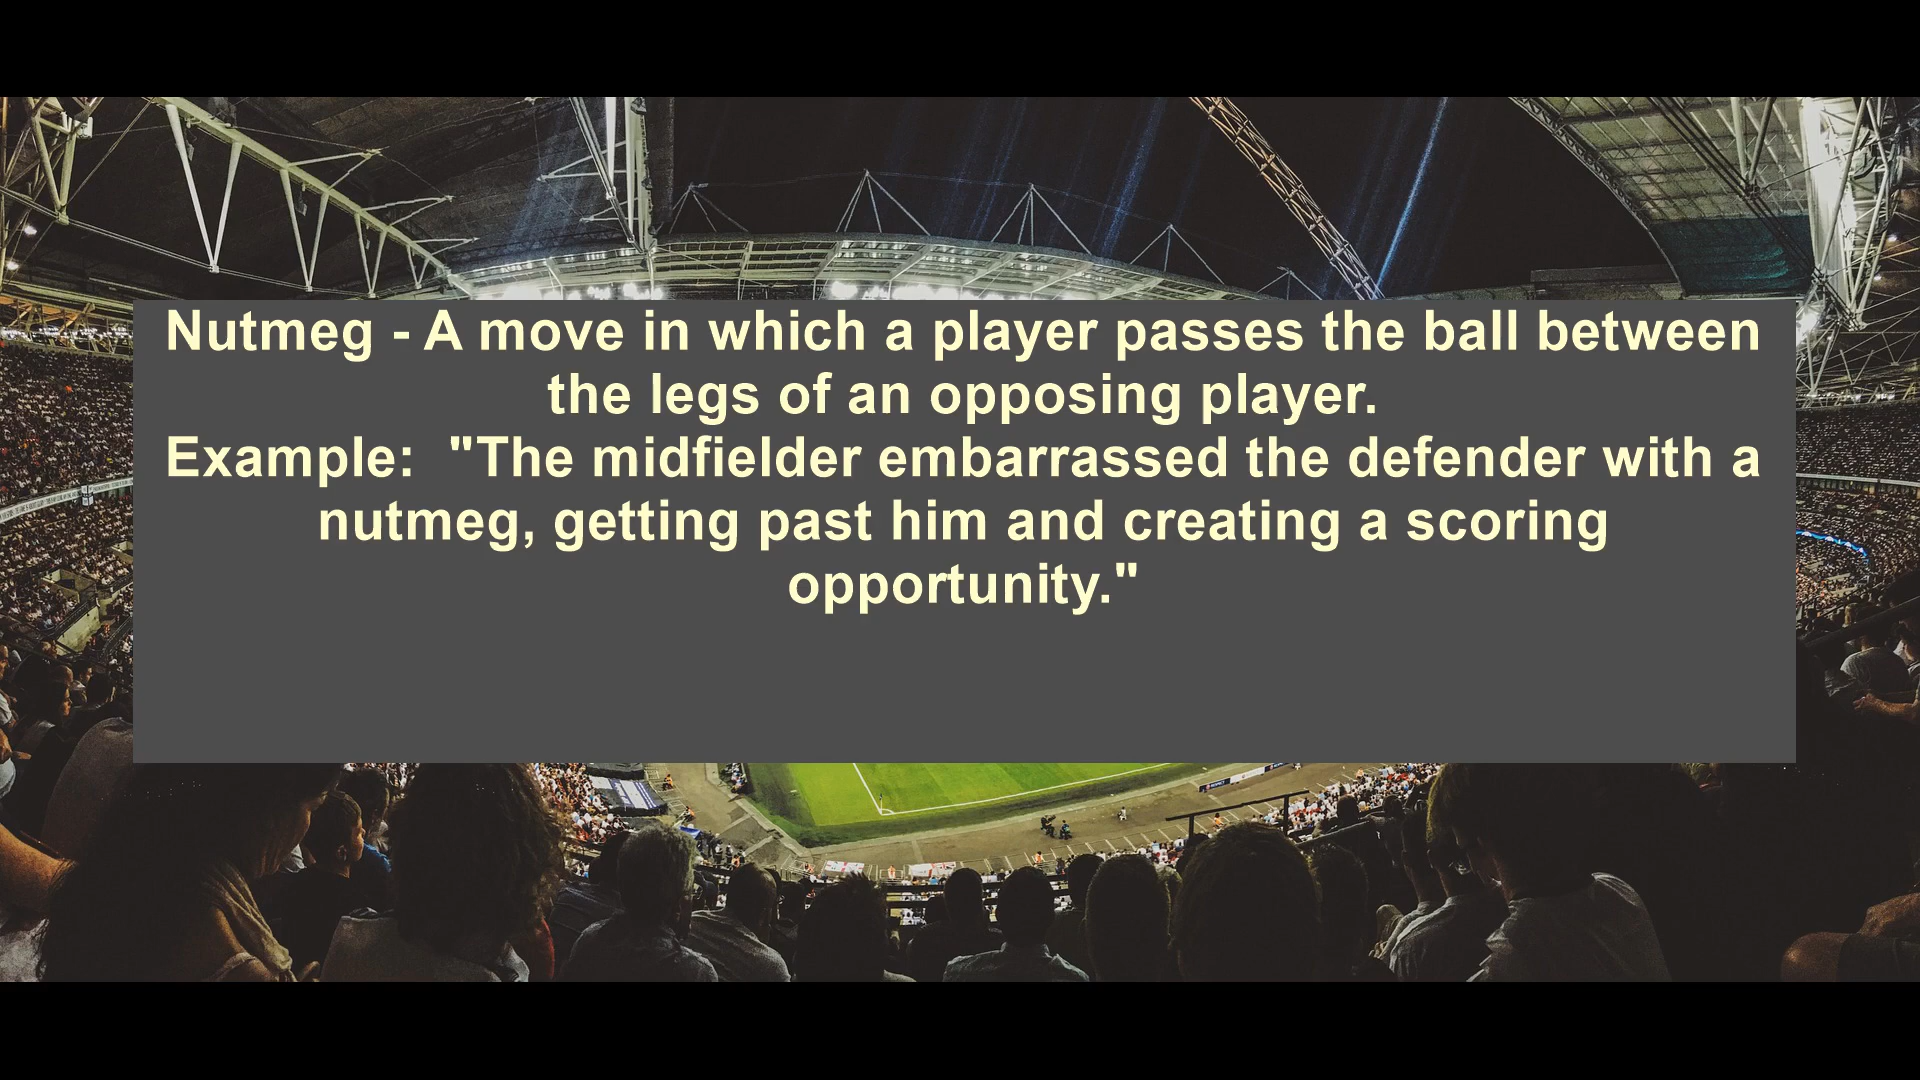 Nutmeg - A move in which a player passes the ball between
the legs of an opposing player.
Example:  "The midfielder embarrassed the defender with a
nutmeg, getting past him and creating a scoring
opportunity."